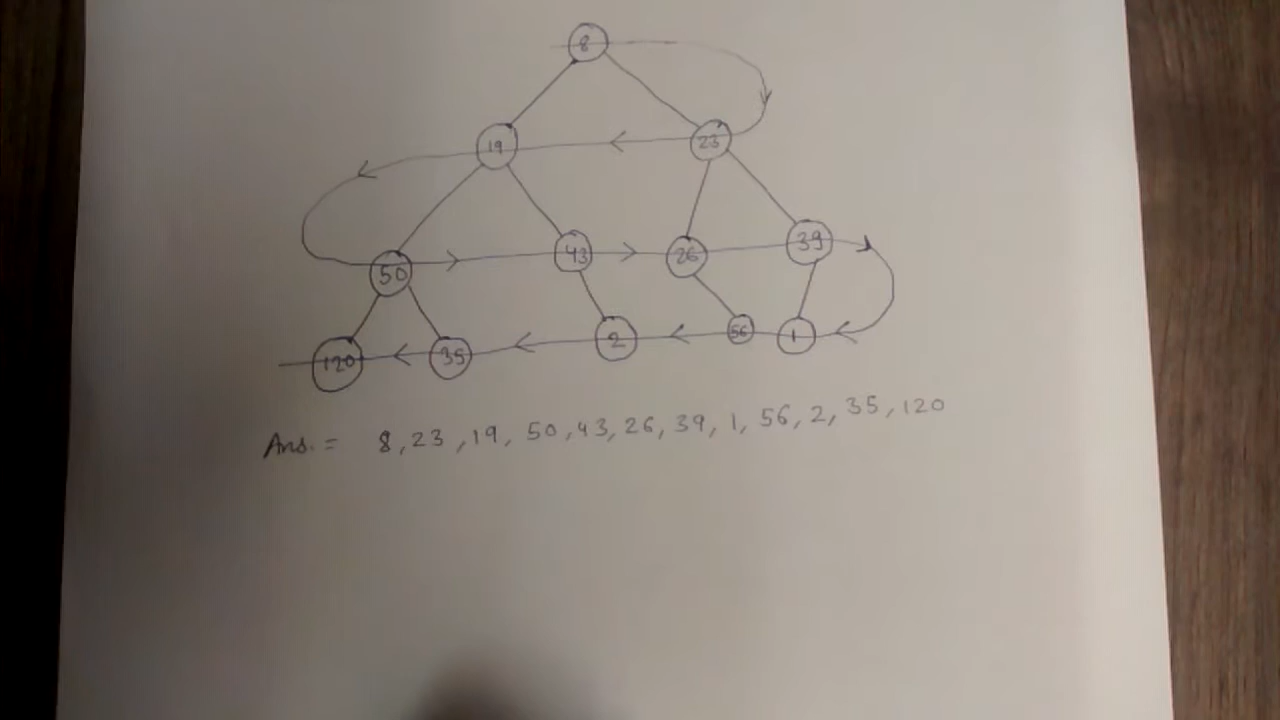 8
19 23
50 43 26 39
120 35 2 56 1
Ans. = 8, 23, 19, 50, 43, 26, 39, 1, 56, 2, 35, 120